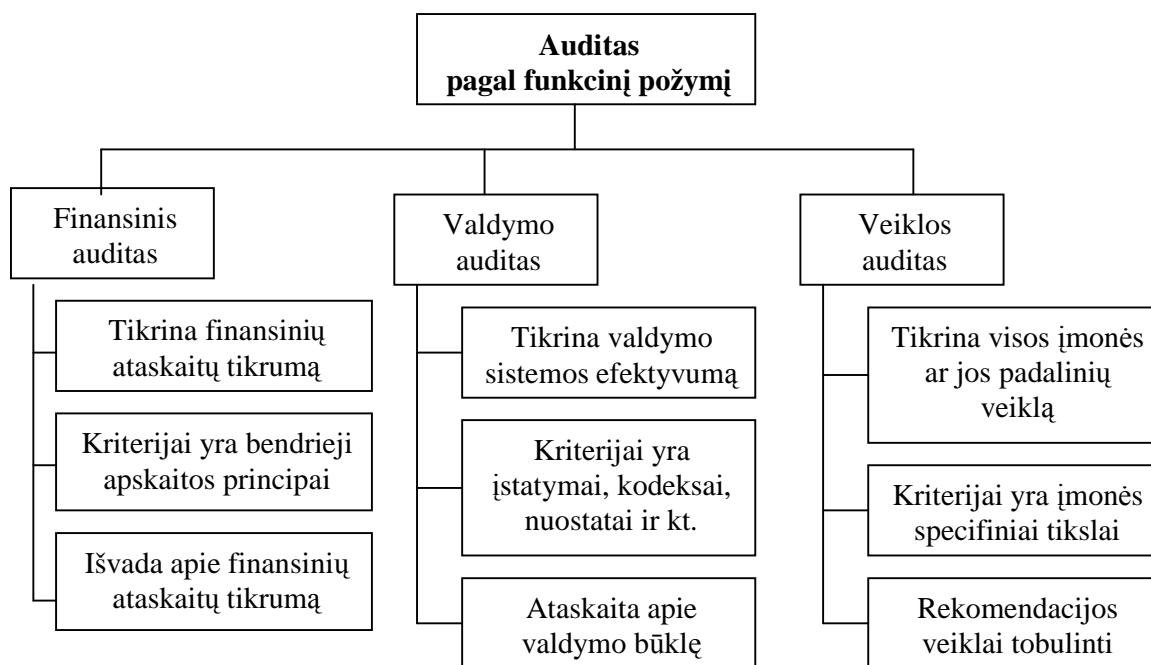 Auditas
pagal funkcinį požymį
Finansinis
auditas
Tikrina finansinių
ataskaitų tikrumą
Kriterijai yra bendrieji
apskaitos principai
Išvada apie finansinių
ataskaitų tikrumą
Valdymo
auditas
Tikrina valdymo
sistemos efektyvumą
Kriterijai yra
įstatymai, kodeksai,
nuostatai ir kt.
Ataskaita apie
valdymo būklę
Veiklos
auditas
Tikrina visos įmonės
ar jos padalinių
veiklą
Kriterijai yra įmonės
specifiniai tikslai
Rekomendacijos
veiklai tobulinti